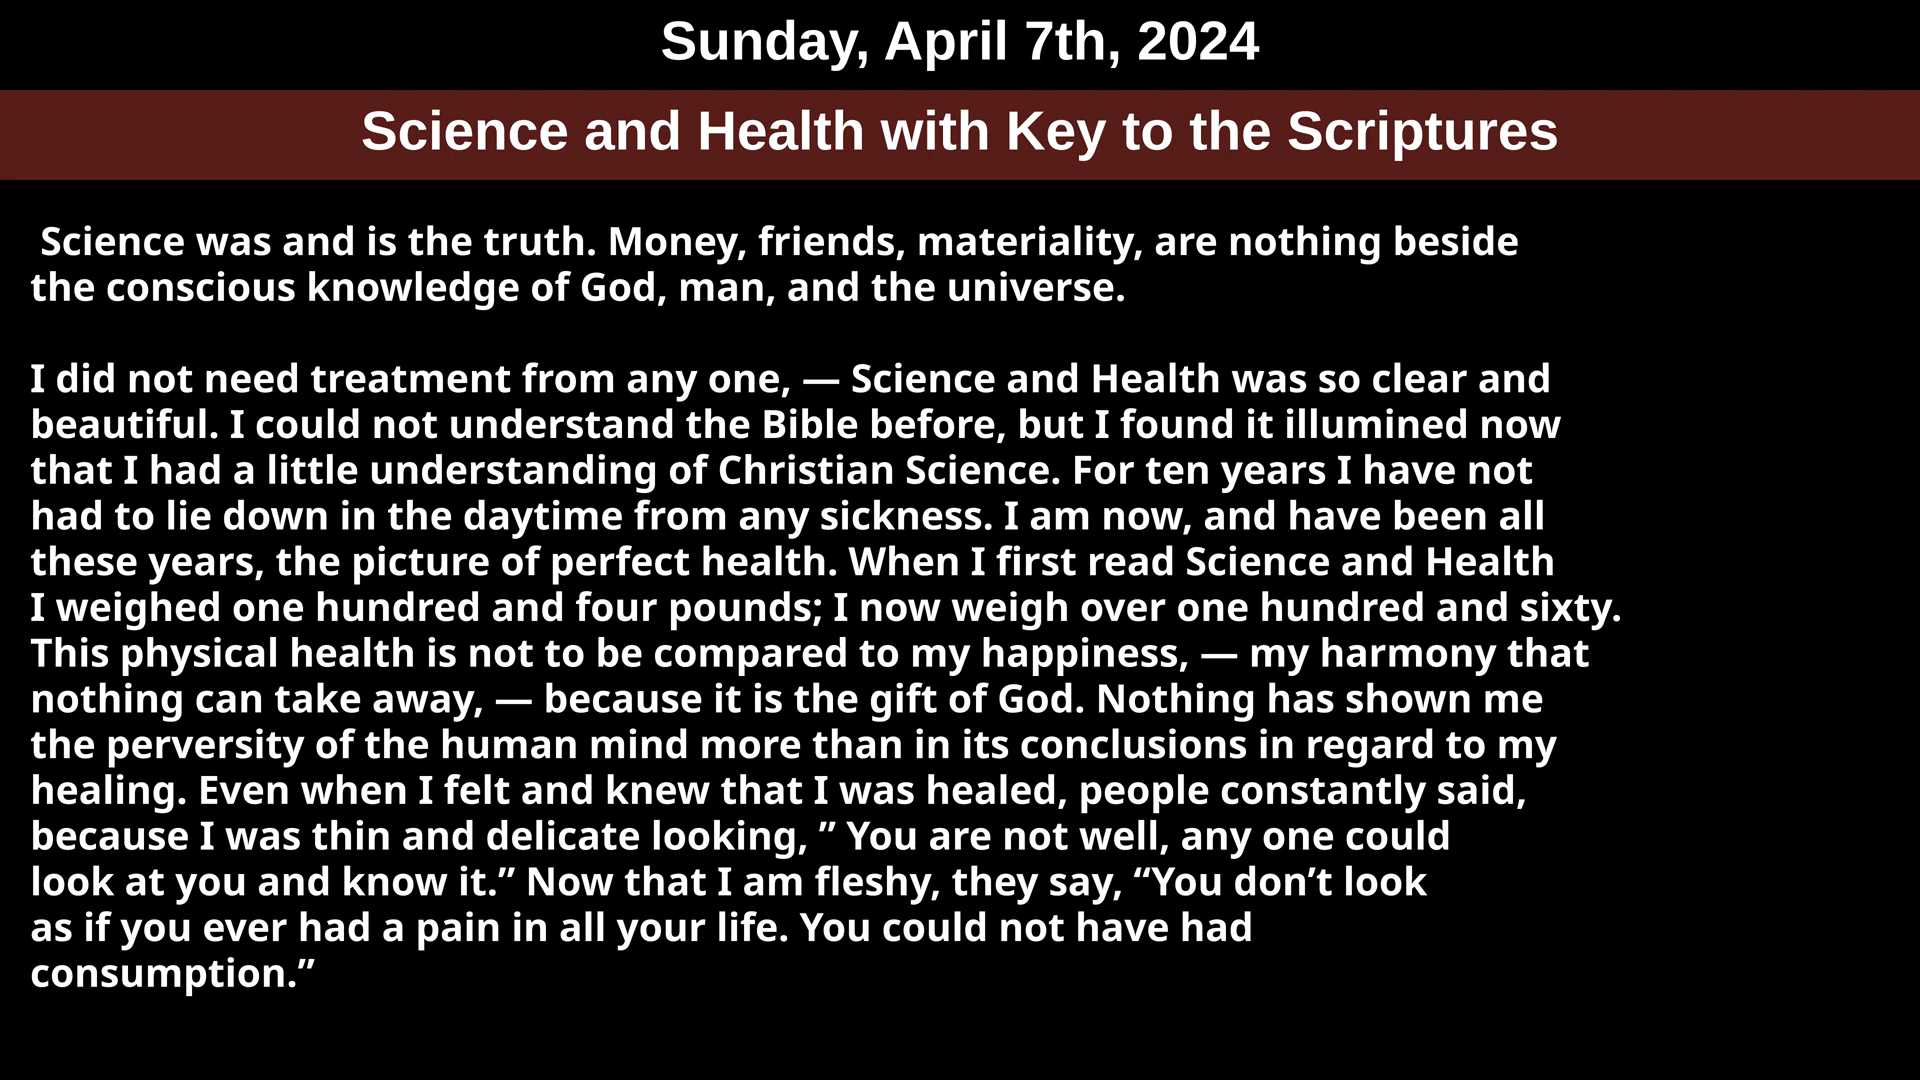 Sunday, April 7th, 2024
Science and Health with Key to the Scriptures
Science was and is the truth. Money, friends, materiality, are nothing beside
the conscious knowledge of God, man, and the universe.
I did not need treatment from any one, — Science and Health was so clear and
beautiful. I could not understand the Bible before, but I found it illumined now
that I had a little understanding of Christian Science. For ten years I have not
had to lie down in the daytime from any sickness. I am now, and have been all
these years, the picture of perfect health. When I first read Science and Health
I weighed one hundred and four pounds; I now weigh over one hundred and sixty.
This physical health is not to be compared to my happiness, — my harmony that
nothing can take away, — because it is the gift of God. Nothing has shown me
the perversity of the human mind more than in its conclusions in regard to my
healing. Even when I felt and knew that I was healed, people constantly said,
because I was thin and delicate looking, ” You are not well, any one could
look at you and know it.” Now that I am fleshy, they say, “You don’t look
as if you ever had a pain in all your life. You could not have had
consumption.”